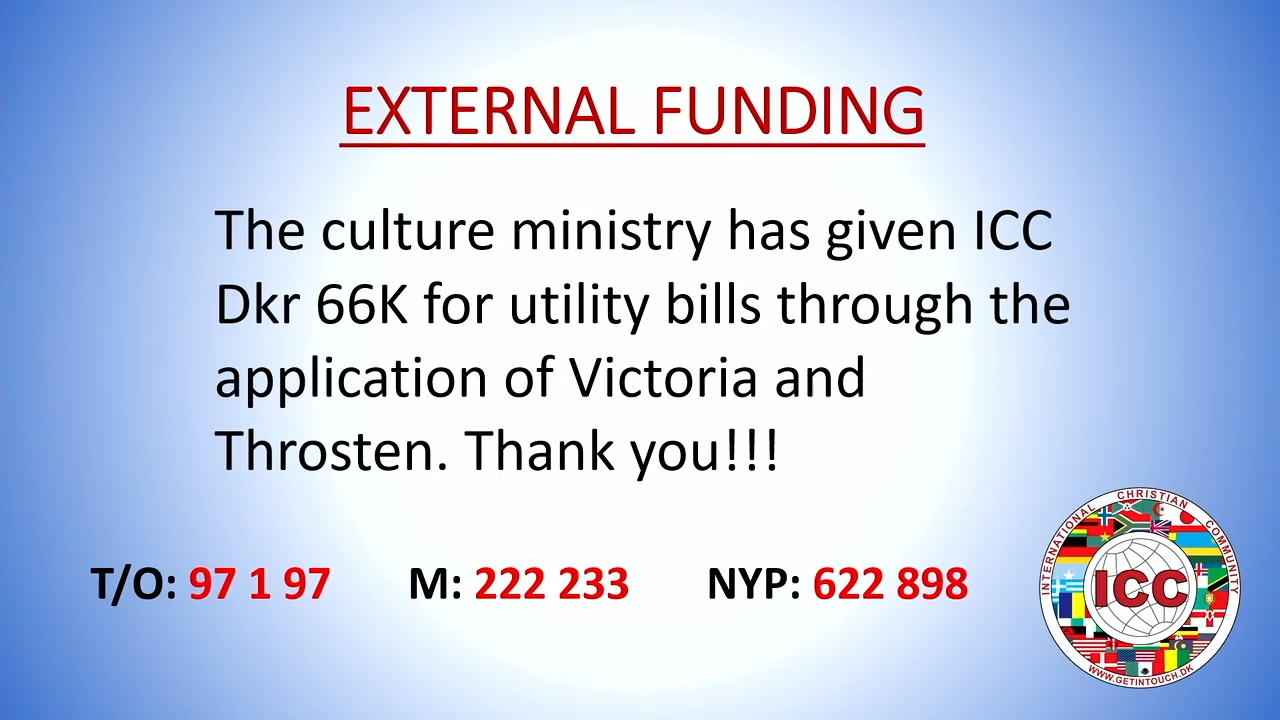 EXTERNAL FUNDING
The culture ministry has given ICC
Dkr 66K for utility bills through the
application of Victoria and
Throsten. Thank you!!!
T/O: 97 1 97 M: 222 233 NYP: 622 898
INTERNATIONAL CHRISTIAN COMMUNITY
ICC
WWW.GETINTOUCH.DK